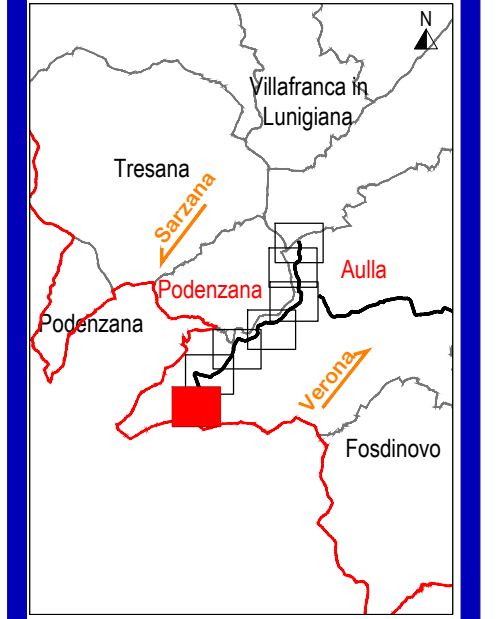 N
Villafranca in
Lunigiana
Tresana
Sarzana
Aulla
Podenzana
Podenzana
Verona
Fosdinovo